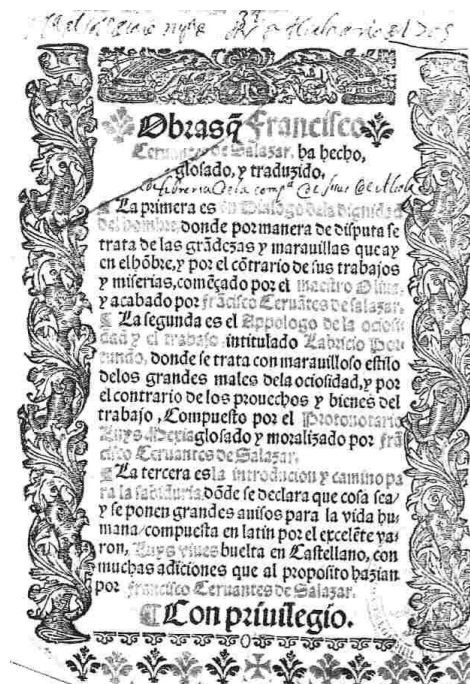 Obras q̃ Francisco
Ceruantes de Salazar, ha hecho,
glosado, y traduzido.
La primera es vn Dialogo dela dignidad
del hombre, donde por manera de disputa se
trata de las grãdezas y marauillas que ay
en el hõbre, y por el cõtrario de sus trabajos
y miserias, comẽçado por el maestro Oliua,
y acabado por frãcisco Ceruãtes de salazar.
¶ La segunda es el Appologo de la ociosi
dad y el trabajo, intitulado Labricio Por
tundo, donde se trata con marauilloso estilo
delos grandes males dela ociosidad, y por
el contrario de los prouechos y bienes del
trabajo, Compuesto por el Protonotario
Luys Mexia glosado y moralizado por frã
cisco Ceruantes de Salazar.
¶ La tercera es la introducion y camino pa
ra la sabiduria dõde se declara que cosa sea/
y se ponen grandes auisos para la vida hu-
mana/compuesta en latin por el excelẽte va-
ron, Luys viues buelta en Castellano, con
muchas adiciones que al proposito hazian
por francisco Ceruantes de Salazar.
¶ Con priuilegio.